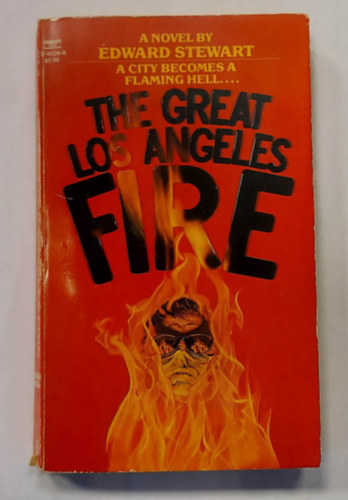 A NOVEL BY
EDWARD STEWART
A CITY BECOMES A
FLAMING HELL....
THE GREAT
LOS ANGELES
FIRE